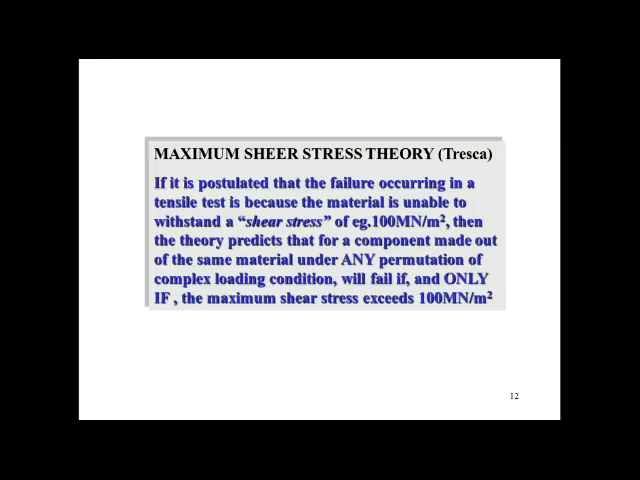 MAXIMUM SHEER STRESS THEORY (Tresca)
If it is postulated that the failure occurring in a
tensile test is because the material is unable to
withstand a “shear stress” of eg.100MN/m², then
the theory predicts that for a component made out
of the same material under ANY permutation of
complex loading condition, will fail if, and ONLY
IF , the maximum shear stress exceeds 100MN/m²
12